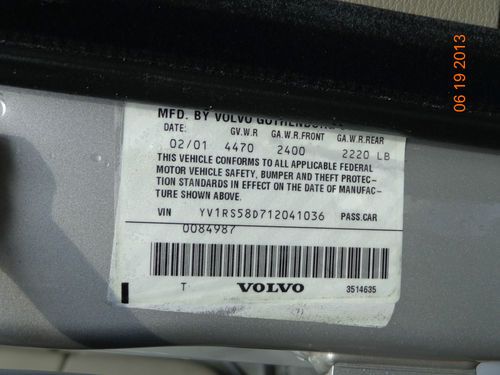 MFD. BY VOLVO GOTHENBURG
DATE: G.V.W.R GA.W.R.FRONT GA.W.R.REAR
02/01 4470 2400 2220 LB
THIS VEHICLE CONFORMS TO ALL APPLICABLE FEDERAL
MOTOR VEHICLE SAFETY, BUMPER AND THEFT PROTEC-
TION STANDARDS IN EFFECT ON THE DATE OF MANUFAC-
TURE SHOWN ABOVE.
VIN YV1RS58D712041036 PASS.CAR
0084987
T VOLVO 3514635
06 19 2013